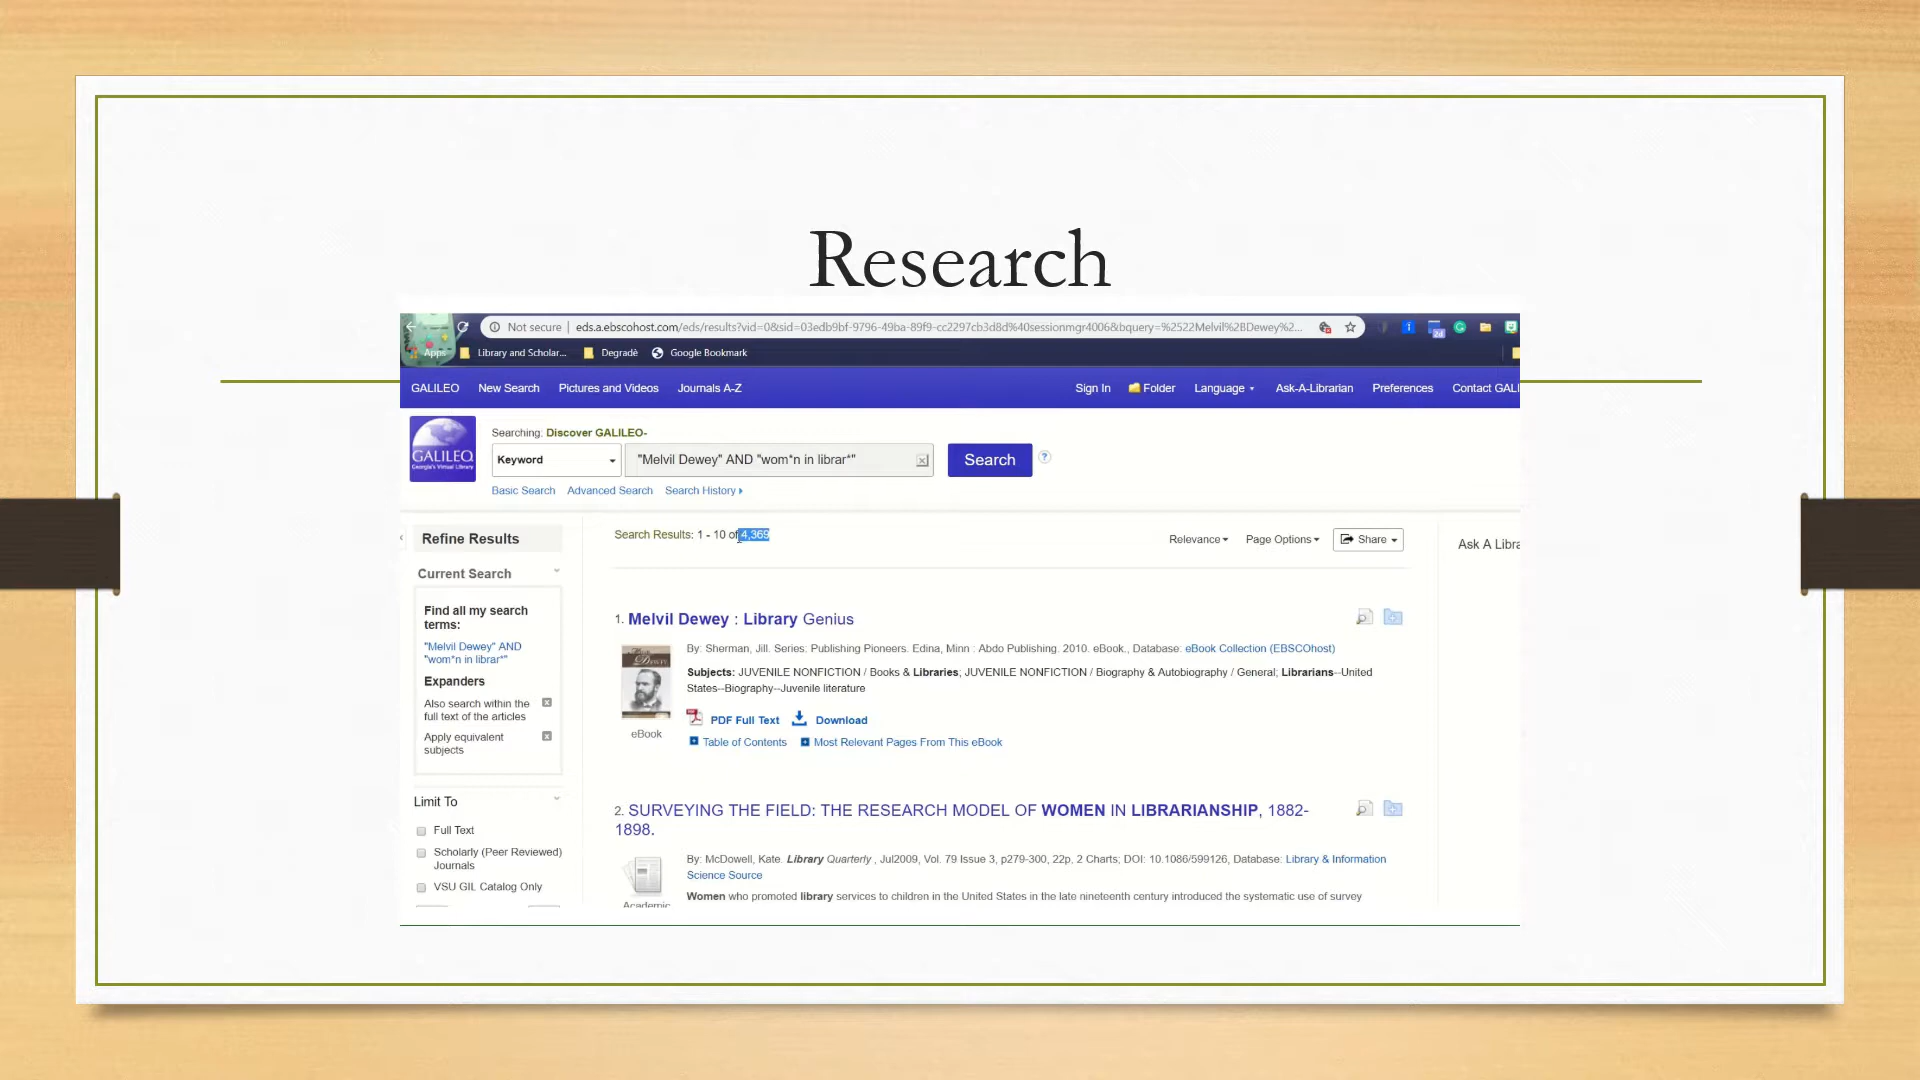 Research
Not secure | eds.a.ebscohost.com/eds/results?vid=0&sid=03edb9bf-9796-49ba-89f9-cc2297cb3d8d%40sessionmgr4006&bquery=%2522Melvil%2BDewey%2...
Apps Library and Scholar... Degradè Google Bookmark
GALILEO New Search Pictures and Videos Journals A-Z Sign In Folder Language Ask-A-Librarian Preferences Contact GALI
GALILEO
Georgia's Virtual Library
Searching: Discover GALILEO-
Keyword "Melvil Dewey" AND "wom*n in librar*" Search ?
Basic Search Advanced Search Search History
Refine Results
Current Search
Find all my search
terms:
"Melvil Dewey" AND
"wom*n in librar*"
Expanders
Also search within the
full text of the articles
Apply equivalent
subjects
Limit To
Full Text
Scholarly (Peer Reviewed)
Journals
VSU GIL Catalog Only
Search Results: 1 - 10 of 4,369
Relevance Page Options Share
Ask A Libra
1. Melvil Dewey : Library Genius
By: Sherman, Jill. Series: Publishing Pioneers. Edina, Minn : Abdo Publishing. 2010. eBook., Database: eBook Collection (EBSCOhost)
Subjects: JUVENILE NONFICTION / Books & Libraries; JUVENILE NONFICTION / Biography & Autobiography / General; Librarians--United
States--Biography--Juvenile literature
eBook
PDF Full Text Download
Table of Contents Most Relevant Pages From This eBook
2. SURVEYING THE FIELD: THE RESEARCH MODEL OF WOMEN IN LIBRARIANSHIP, 1882-
1898.
By: McDowell, Kate. Library Quarterly , Jul2009, Vol. 79 Issue 3, p279-300, 22p, 2 Charts; DOI: 10.1086/599126, Database: Library & Information
Science Source
Academic
Women who promoted library services to children in the United States in the late nineteenth century introduced the systematic use of survey